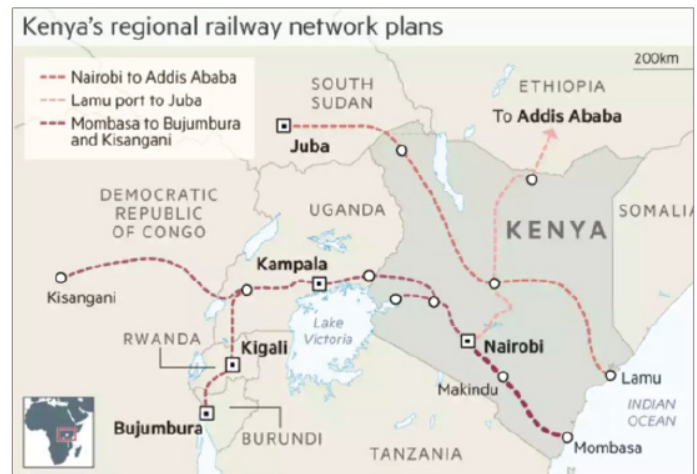 Kenya's regional railway network plans
200km
Nairobi to Addis Ababa
Lamu port to Juba
Mombasa to Bujumbura
and Kisangani
SOUTH
SUDAN
ETHIOPIA
To Addis Ababa
Juba
DEMOCRATIC
REPUBLIC
OF CONGO
UGANDA
KENYA
SOMALIA
Kampala
Kisangani
Lake
Victoria
RWANDA
Kigali
Nairobi
Makindu
Lamu
INDIAN
OCEAN
Bujumbura
BURUNDI
TANZANIA
Mombasa